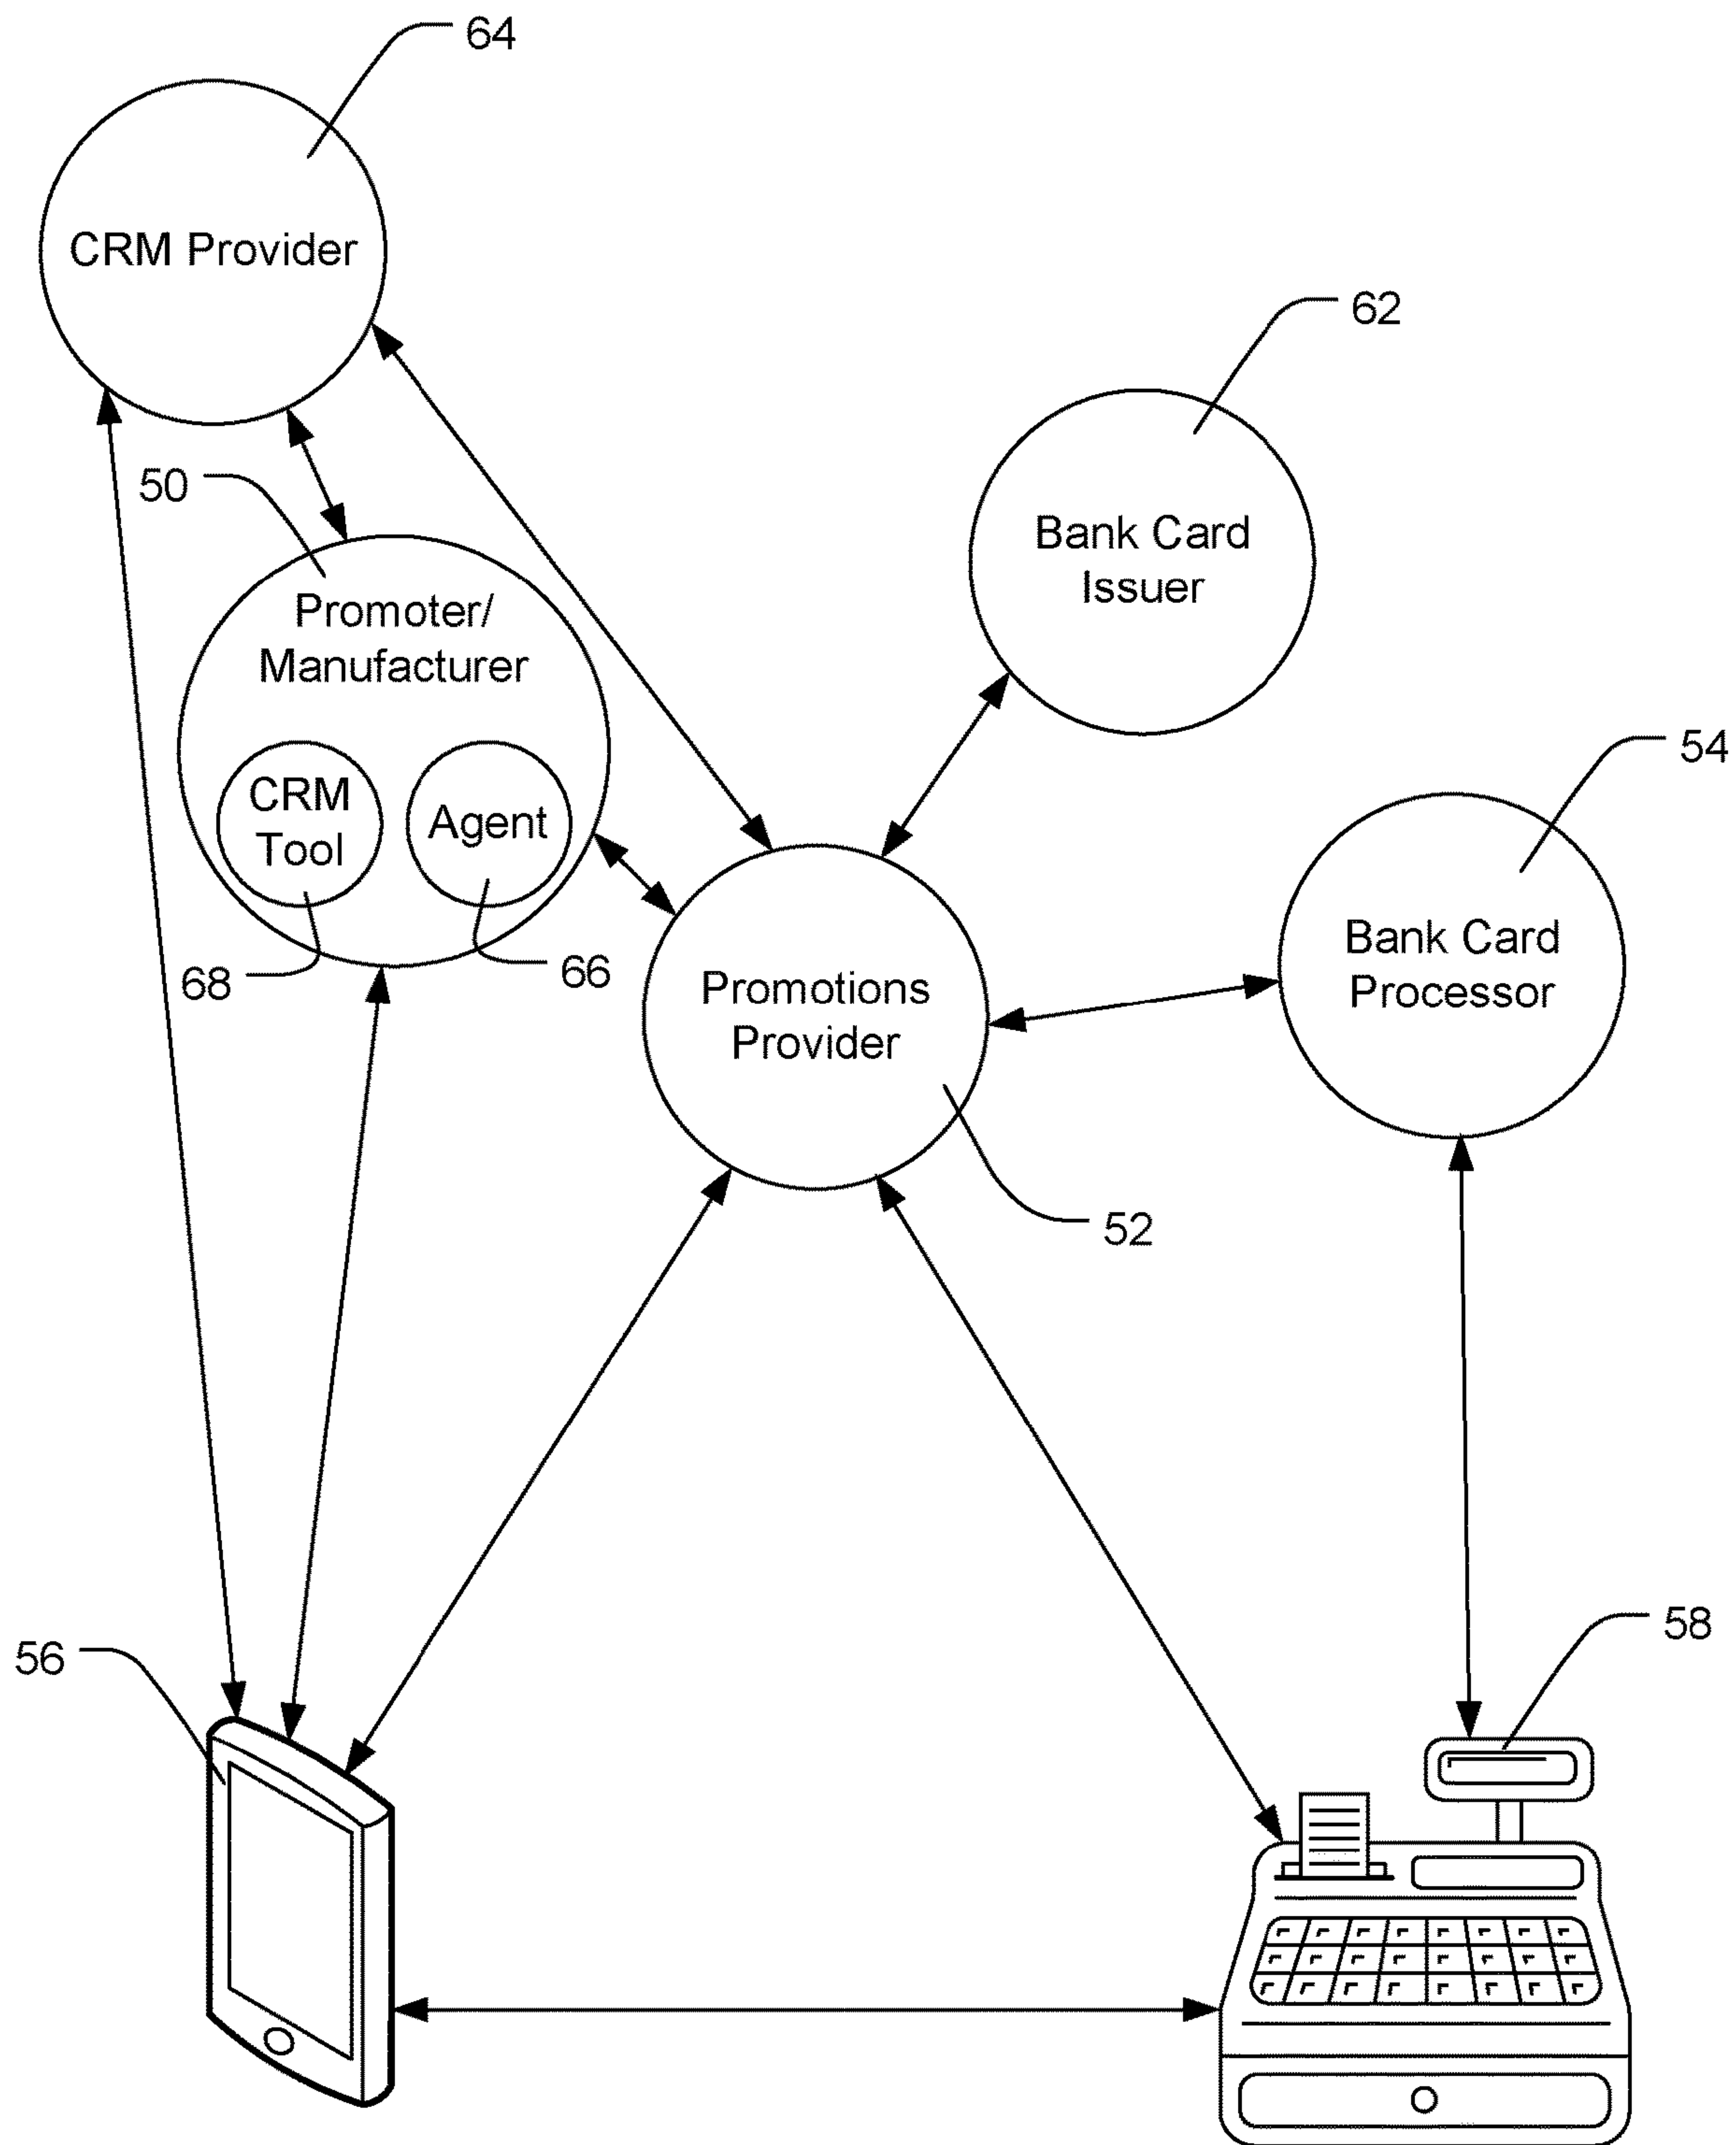 64
CRM Provider
62
50
Bank Card
Issuer
Promoter/
Manufacturer
54
CRM
Tool
Agent
Bank Card
Processor
68
66
Promotions
Provider
52
58
56